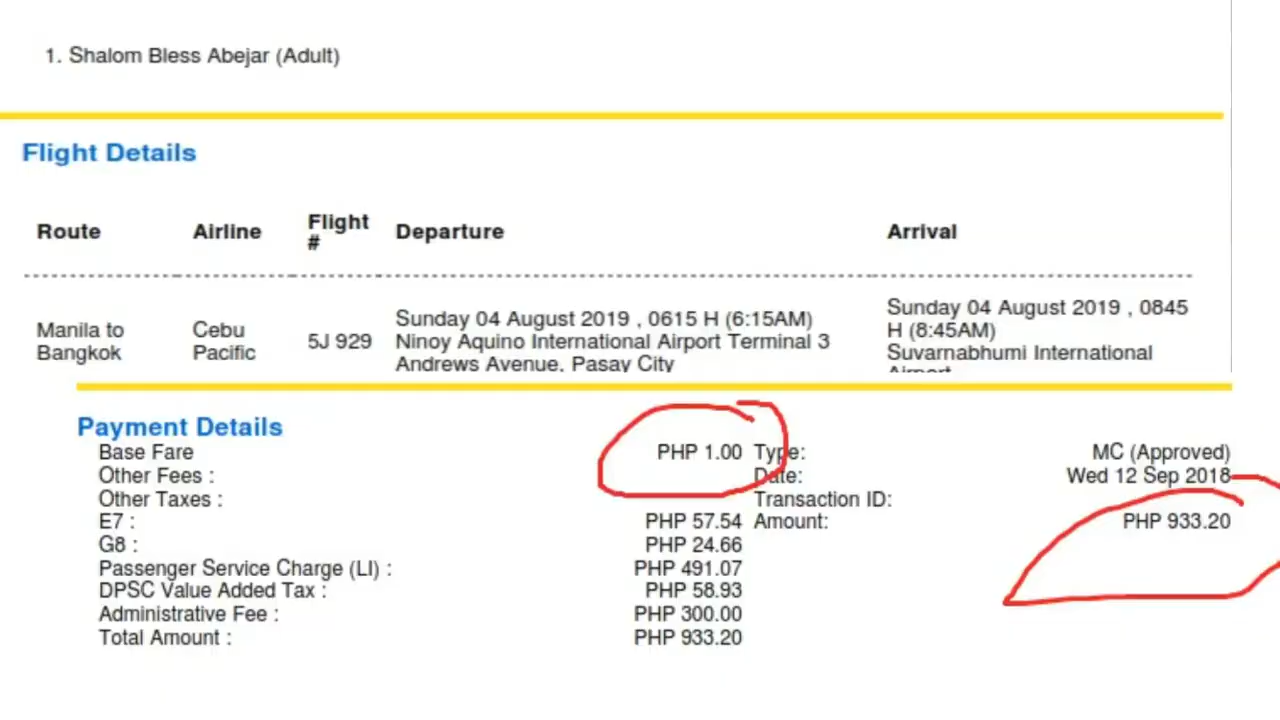 1. Shalom Bless Abejar (Adult)
Flight Details
Route Airline Flight # Departure Arrival
Manila to Bangkok
Cebu Pacific
5J 929
Sunday 04 August 2019 , 0615 H (6:15AM)
Ninoy Aquino International Airport Terminal 3
Andrews Avenue, Pasay City
Sunday 04 August 2019 , 0845
H (8:45AM)
Suvarnabhumi International
Airport
Payment Details
Base Fare PHP 1.00 Type: MC (Approved)
Other Fees : Date: Wed 12 Sep 2018
Other Taxes : Transaction ID:
E7 : PHP 57.54 Amount: PHP 933.20
G8 : PHP 24.66
Passenger Service Charge (LI) : PHP 491.07
DPSC Value Added Tax : PHP 58.93
Administrative Fee : PHP 300.00
Total Amount : PHP 933.20